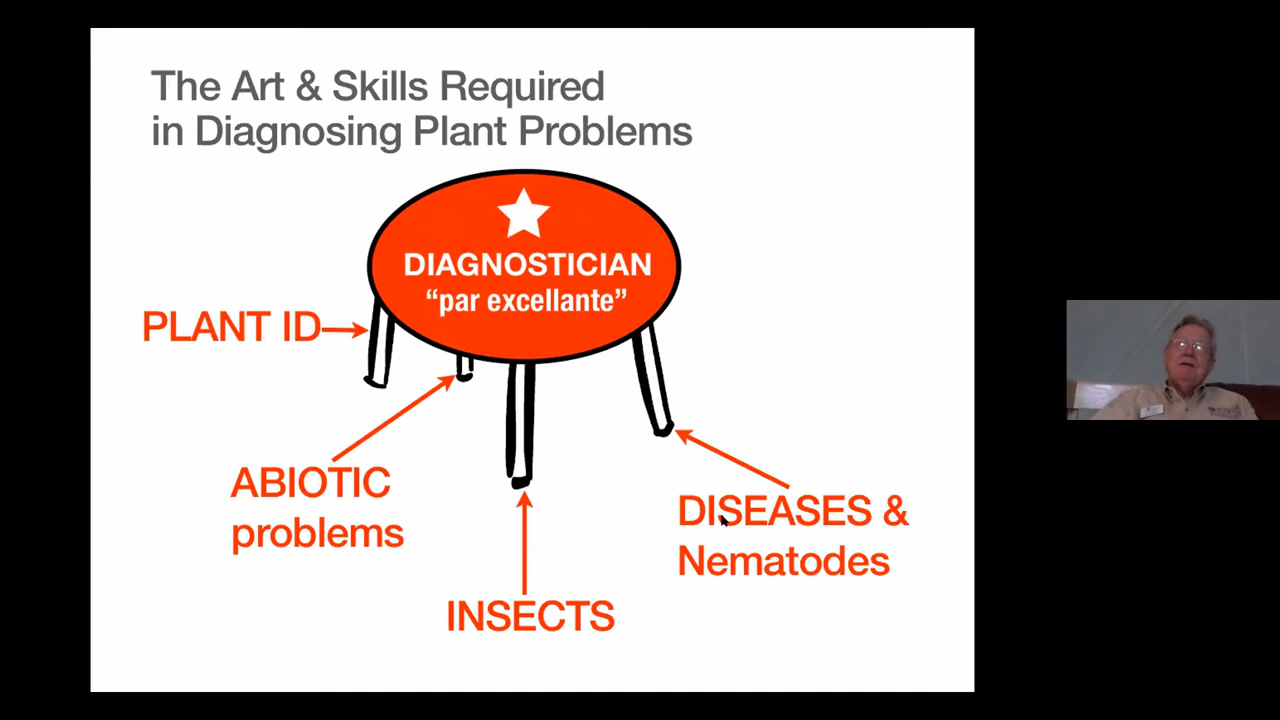 The Art & Skills Required
in Diagnosing Plant Problems
DIAGNOSTICIAN
“par excellante”
PLANT ID
ABIOTIC
problems
DISEASES &
Nematodes
INSECTS